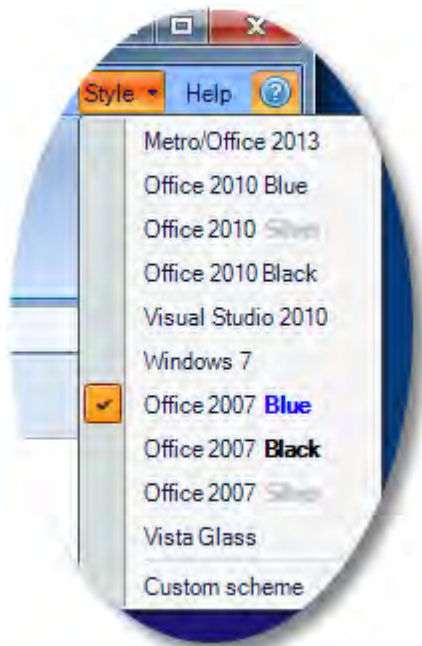 Style Help ?
Metro/Office 2013
Office 2010 Blue
Office 2010 Silver
Office 2010 Black
Visual Studio 2010
Windows 7
Office 2007 Blue
Office 2007 Black
Office 2007 Silver
Vista Glass
Custom scheme